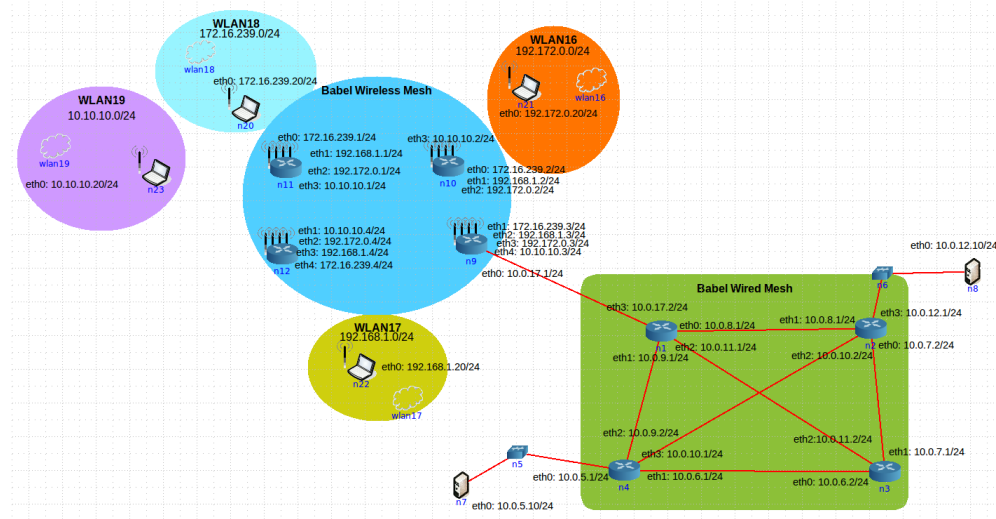 WLAN18
172.16.239.0/24
wlan18
eth0: 172.16.239.20/24
n20
WLAN16
192.172.0.0/24
n21
wlan16
eth0: 192.172.0.20/24
WLAN19
10.10.10.0/24
wlan19
eth0: 10.10.10.20/24
n23
Babel Wireless Mesh
eth0: 172.16.239.1/24
eth1: 192.168.1.1/24
eth2: 192.172.0.1/24
eth3: 10.10.10.1/24
n11
eth3: 10.10.10.2/24
eth0: 172.16.239.2/24
eth1: 192.168.1.2/24
eth2: 192.172.0.2/24
n10
eth1: 10.10.10.4/24
eth2: 192.172.0.4/24
eth3: 192.168.1.4/24
eth4: 172.16.239.4/24
n12
eth1: 172.16.239.3/24
eth2: 192.168.1.3/24
eth3: 192.172.0.3/24
eth4: 10.10.10.3/24
n9
eth0: 10.0.17.1/24
WLAN17
192.168.1.0/24
eth0: 192.168.1.20/24
n22
wlan17
eth0: 10.0.12.10/24
n6
n8
Babel Wired Mesh
eth3: 10.0.17.2/24
eth0: 10.0.8.1/24
n1
eth2: 10.0.11.1/24
eth1: 10.0.9.1/24
eth3: 10.0.12.1/24
eth1: 10.0.8.1/24
n2
eth0: 10.0.7.2/24
eth2: 10.0.10.2/24
eth2: 10.0.9.2/24
eth3: 10.0.10.1/24
eth0: 10.0.5.1/24
n4
eth1: 10.0.6.1/24
eth2:10.0.11.2/24
eth1: 10.0.7.1/24
eth0: 10.0.6.2/24
n3
n5
n7
eth0: 10.0.5.10/24